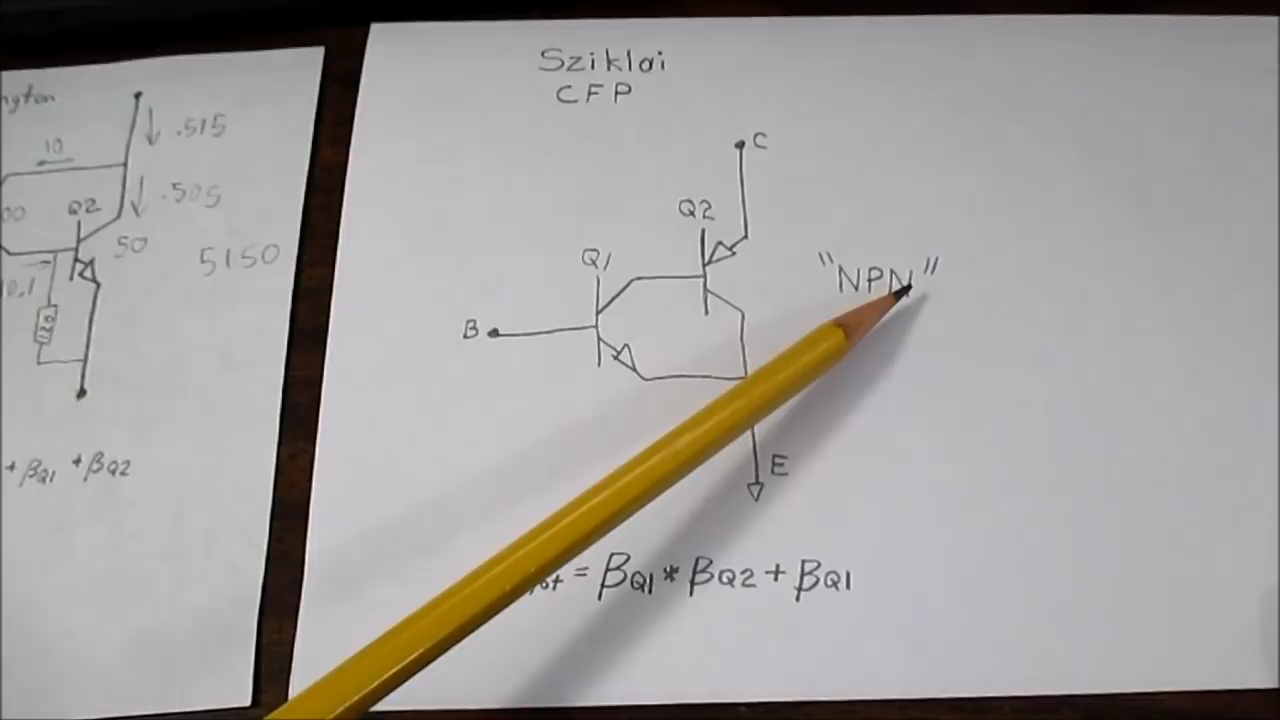 .515
10
.505
Q2
50
5150
+ βQ1 + βQ2
Sziklai
CFP
C
Q2
Q1
"NPN"
B
E
= βQ1 * βQ2 + βQ1